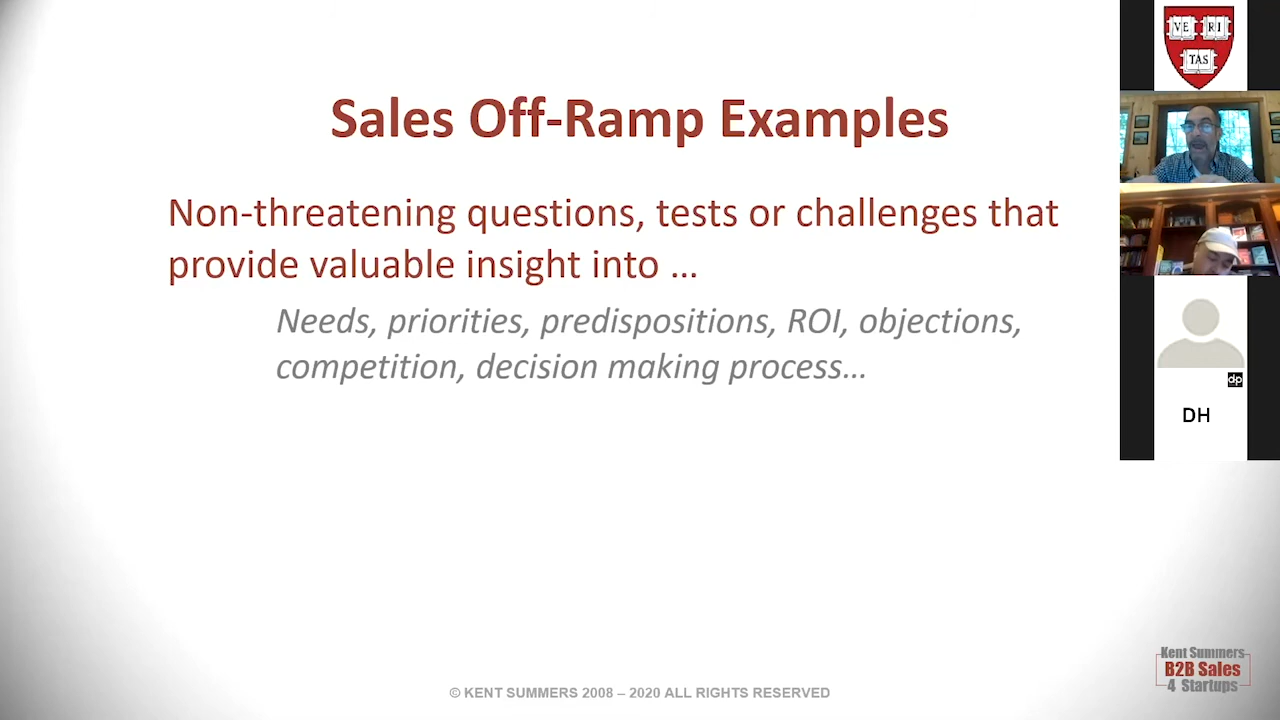 Sales Off-Ramp Examples
Non-threatening questions, tests or challenges that
provide valuable insight into ...
Needs, priorities, predispositions, ROI, objections,
competition, decision making process...
VE RI
TAS
dp
DH
Kent Summers
B2B Sales
4 Startups
© KENT SUMMERS 2008 – 2020 ALL RIGHTS RESERVED